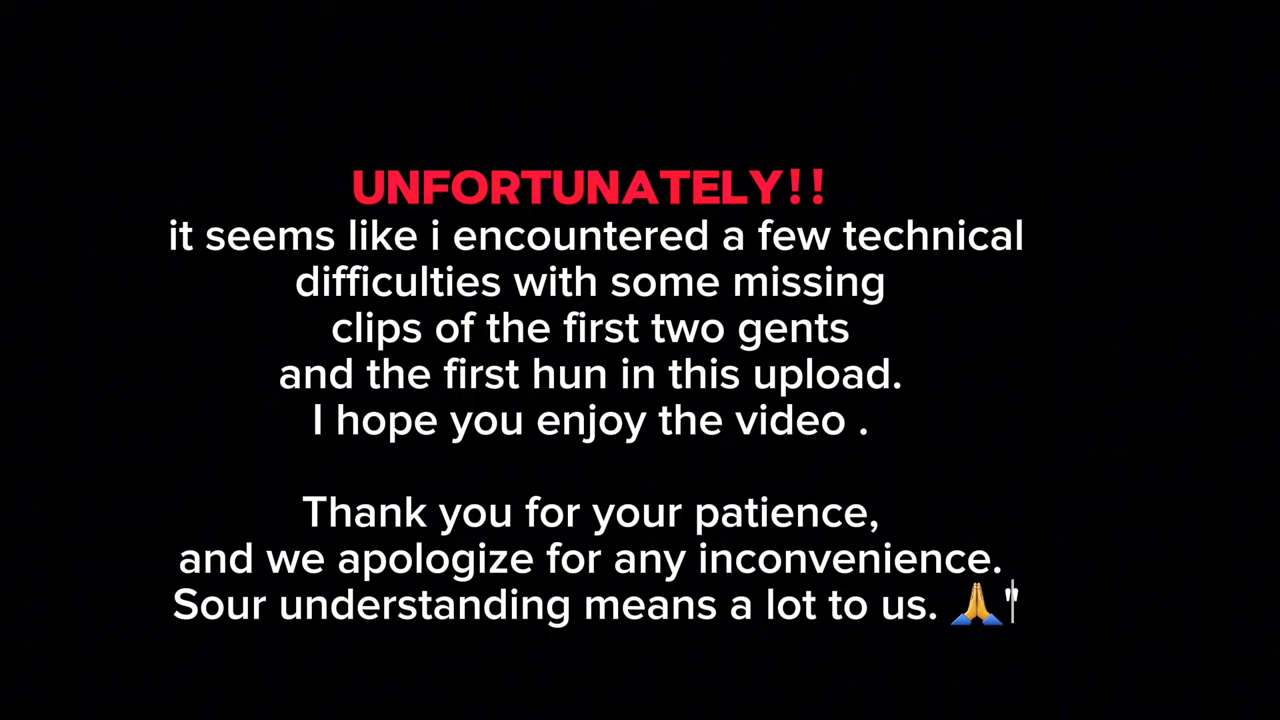 UNFORTUNATELY!!
it seems like i encountered a few technical
difficulties with some missing
clips of the first two gents
and the first hun in this upload.
I hope you enjoy the video .
Thank you for your patience,
and we apologize for any inconvenience.
Sour understanding means a lot to us. 🙏"